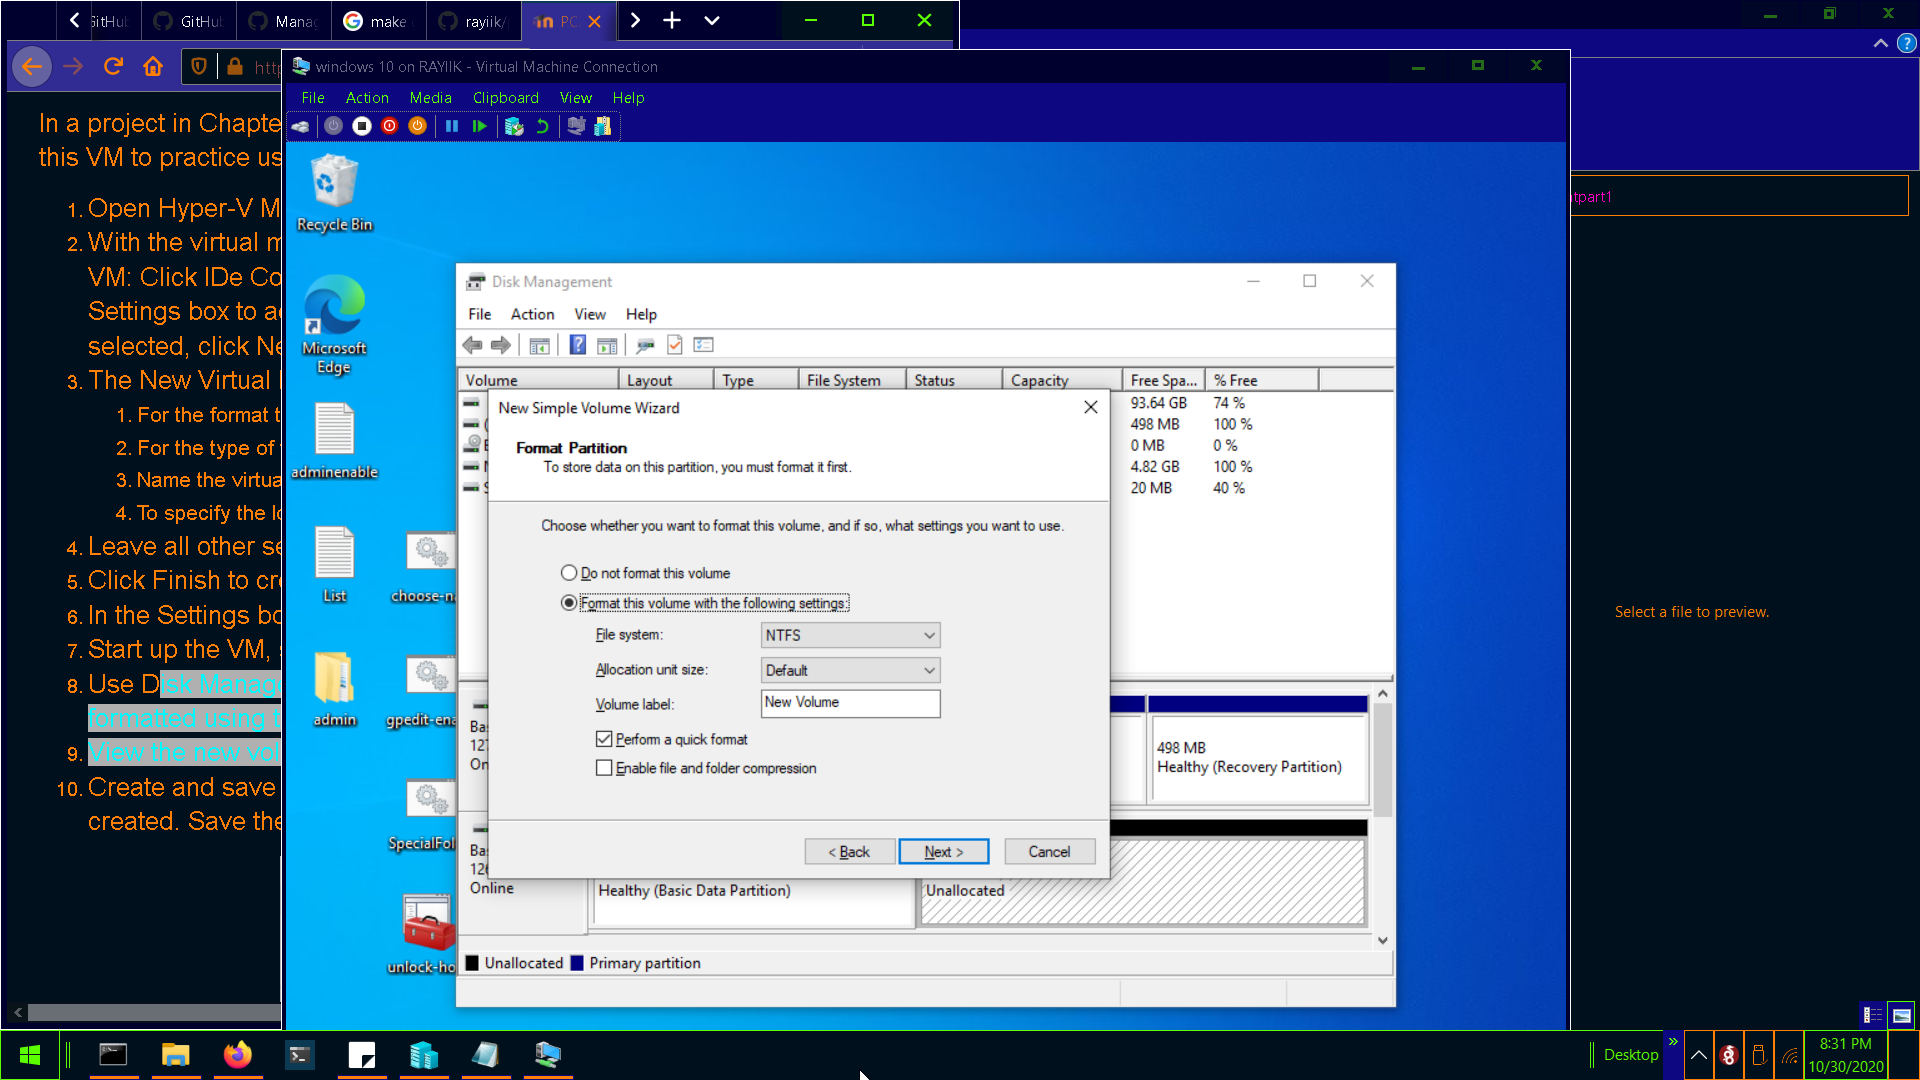 GitHu
GitHu
Mana
make
rayiik/
PC
http
In a project in Chapte
this VM to practice us
1. Open Hyper-V M
2. With the virtual m
VM: Click IDe Co
Settings box to a
selected, click Ne
3. The New Virtual
1. For the format t
2. For the type of
3. Name the virtua
4. To specify the lo
4. Leave all other se
5. Click Finish to cre
6. In the Settings bo
7. Start up the VM, s
8. Use Disk Manage
formatted using t
9. View the new vol
10. Create and save
created. Save the
windows 10 on RAYIIK - Virtual Machine Connection
File Action Media Clipboard View Help
Recycle Bin
Microsoft
Edge
adminenable
List
choose-n
admin
gpedit-ena
SpecialFol
unlock-ho
Disk Management
File Action View Help
Volume Layout Type File System Status Capacity Free Spa... % Free
93.64 GB 74 %
498 MB 100 %
0 MB 0 %
4.82 GB 100 %
20 MB 40 %
New Simple Volume Wizard
Format Partition
To store data on this partition, you must format it first.
Choose whether you want to format this volume, and if so, what settings you want to use.
Do not format this volume
Format this volume with the following settings:
File system: NTFS
Allocation unit size: Default
Volume label: New Volume
Perform a quick format
Enable file and folder compression
< Back Next > Cancel
Ba
127
On
498 MB
Healthy (Recovery Partition)
Bas
126
Online
Healthy (Basic Data Partition)
Unallocated
Unallocated Primary partition
tpart1
Select a file to preview.
Desktop
8:31 PM
10/30/2020